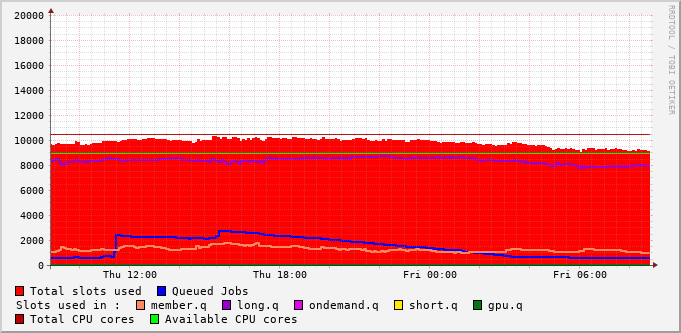 RRDTOOL / TOBI OETIKER
20000
18000
16000
14000
12000
10000
8000
6000
4000
2000
0
Thu 12:00 Thu 18:00 Fri 00:00 Fri 06:00
Total slots used Queued Jobs
Slots used in : member.q long.q ondemand.q short.q gpu.q
Total CPU cores Available CPU cores